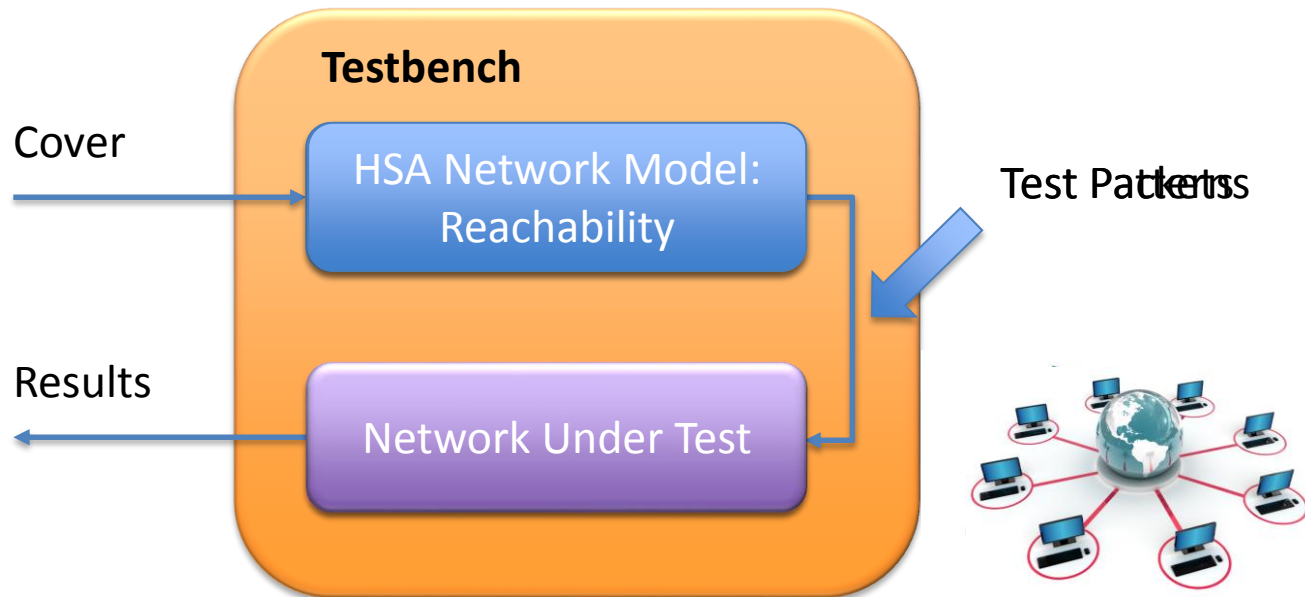 Testbench
Cover
HSA Network Model:
Reachability
Test
Results
Network Under Test